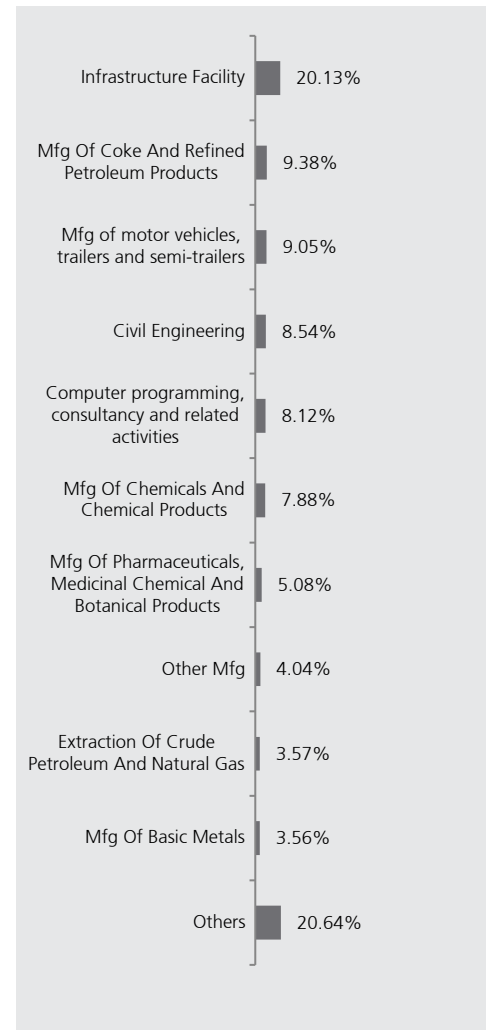 Infrastructure Facility 20.13%
Mfg Of Coke And Refined
Petroleum Products 9.38%
Mfg of motor vehicles,
trailers and semi-trailers 9.05%
Civil Engineering 8.54%
Computer programming,
consultancy and related
activities 8.12%
Mfg Of Chemicals And
Chemical Products 7.88%
Mfg Of Pharmaceuticals,
Medicinal Chemical And
Botanical Products 5.08%
Other Mfg 4.04%
Extraction Of Crude
Petroleum And Natural Gas 3.57%
Mfg Of Basic Metals 3.56%
Others 20.64%